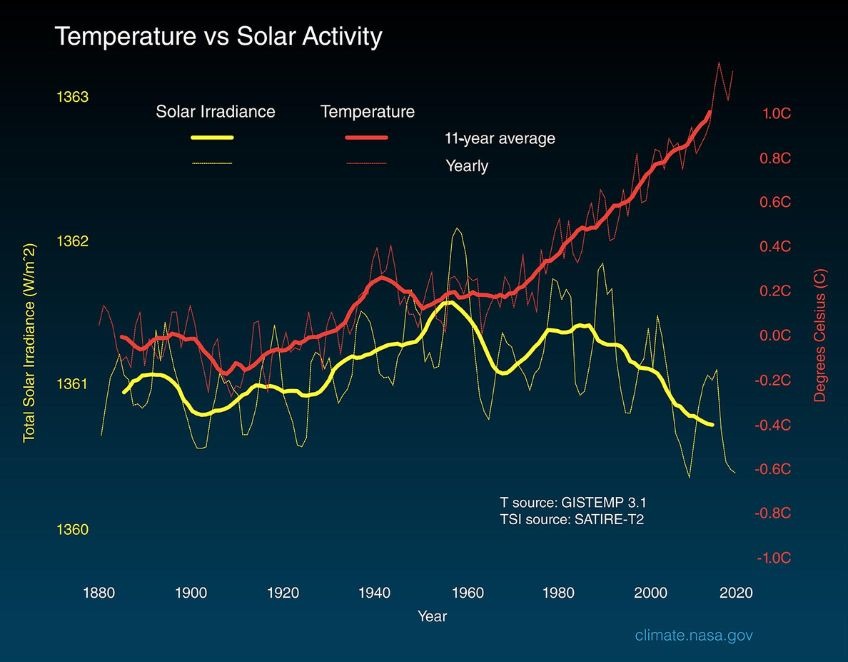 Temperature vs Solar Activity
1363
Solar Irradiance Temperature
1.0C
11-year average
0.8C
Yearly
0.6C
1362
0.4C
0.2C
0.0C
Total Solar Irradiance (W/m^2)
Degrees Celsius (C)
1361
-0.2C
-0.4C
-0.6C
T source: GISTEMP 3.1
-0.8C
TSI source: SATIRE-T2
1360
-1.0C
1880 1900 1920 1940 1960 1980 2000 2020
Year
climate.nasa.gov